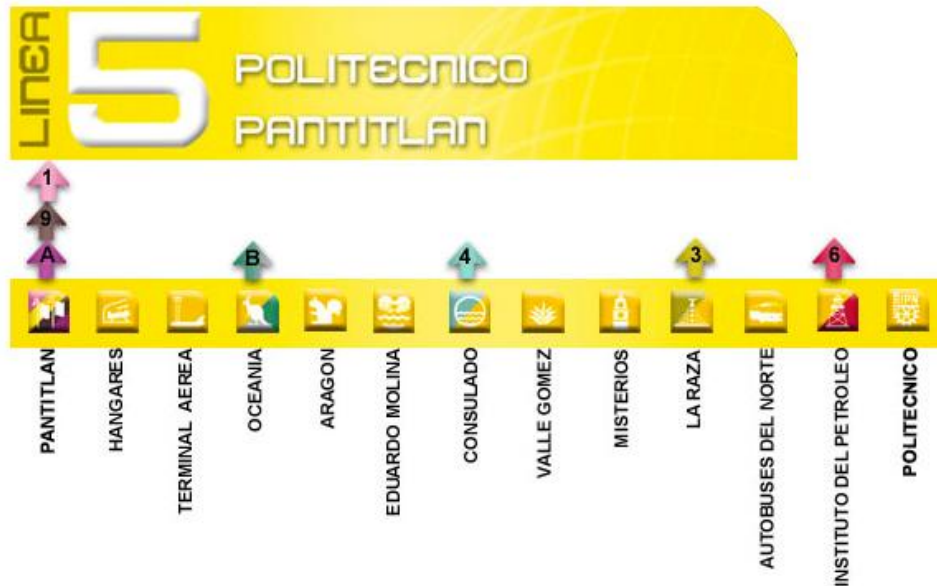 LINEA
5
POLITECNICO
PANTITLAN
1
9
A
B
4
3
6
PANTITLAN
HANGARES
TERMINAL AEREA
OCEANIA
ARAGON
EDUARDO MOLINA
CONSULADO
VALLE GOMEZ
MISTERIOS
LA RAZA
AUTOBUSES DEL NORTE
INSTITUTO DEL PETROLEO
POLITECNICO